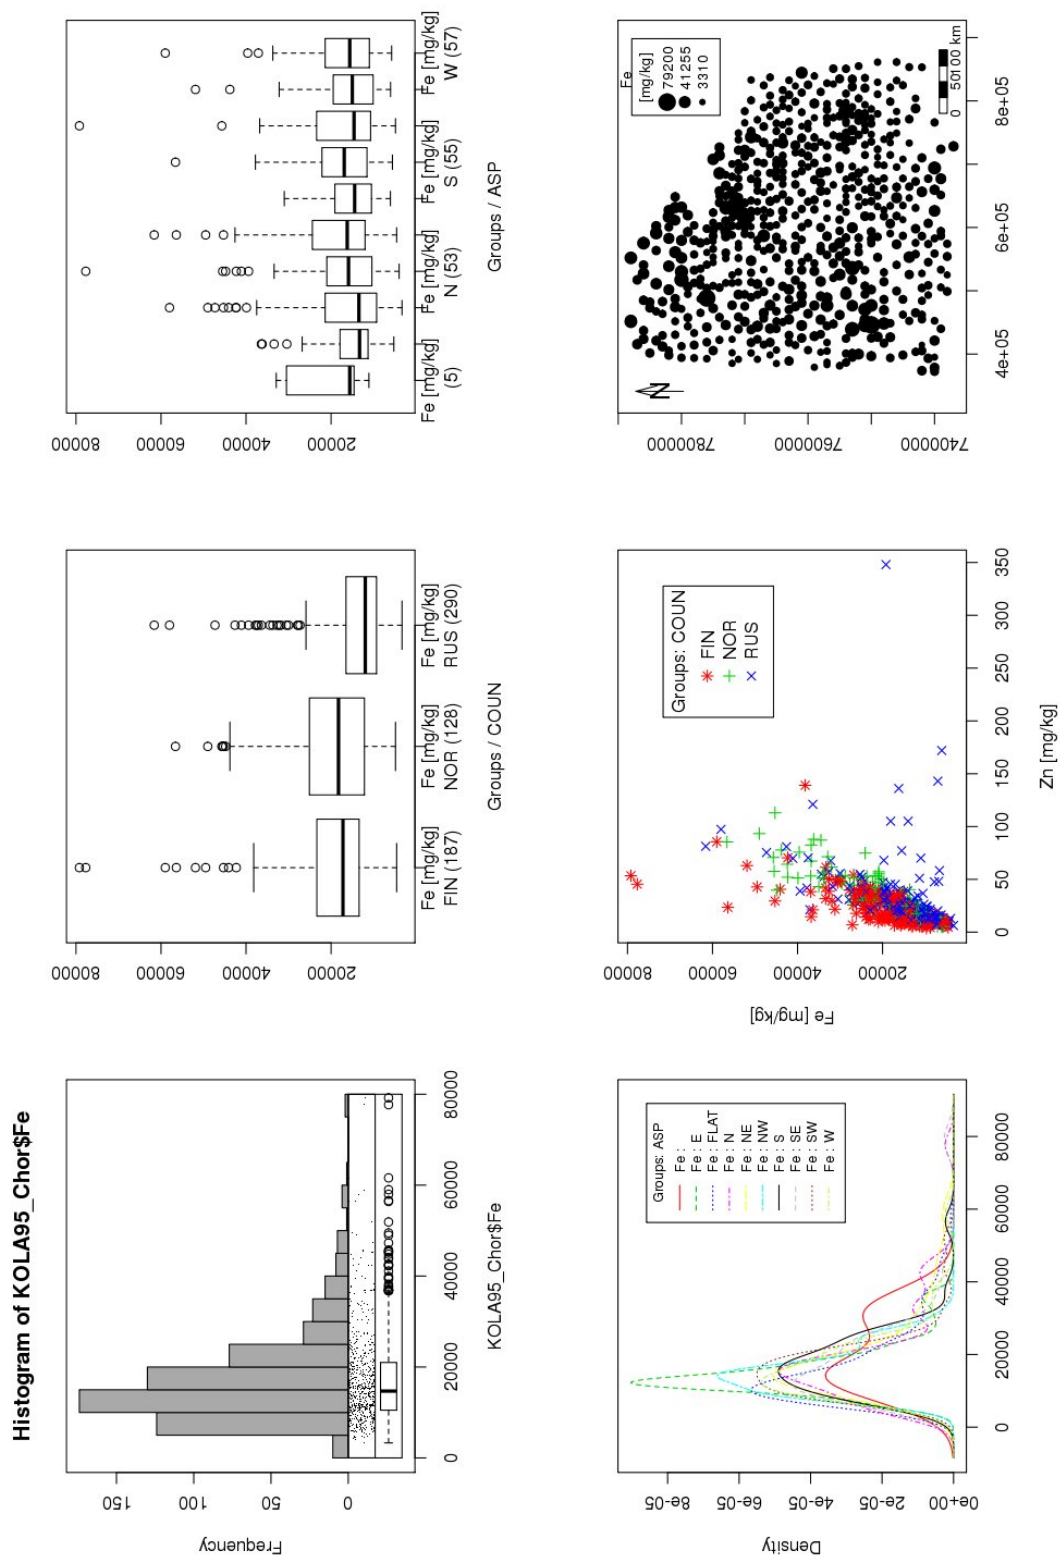 Histogram of KOLA95_Chor$Fe
Frequency
0
50
100
150
0
20000
40000
60000
80000
KOLA95_Chor$Fe
20000
40000
60000
80000
Fe [mg/kg]
FIN (187)
Fe [mg/kg]
NOR (128)
Fe [mg/kg]
RUS (290)
Groups / COUN
20000
40000
60000
80000
Fe [mg/kg]
(5)
Fe [mg/kg]
N (53)
Fe [mg/kg]
S (55)
Fe [mg/kg]
W (57)
Groups / ASP
Density
0e+00
2e-05
4e-05
6e-05
8e-05
0
20000
40000
60000
80000
Groups: ASP
Fe :
Fe : E
Fe : FLAT
Fe : N
Fe : NE
Fe : NW
Fe : S
Fe : SE
Fe : SW
Fe : W
Fe [mg/kg]
20000
40000
60000
80000
0
50
100
150
200
250
300
350
Zn [mg/kg]
Groups: COUN
FIN
NOR
RUS
7400000
7600000
7800000
4e+05
6e+05
8e+05
N
Fe
[mg/kg]
79200
41255
3310
0 50 100 km